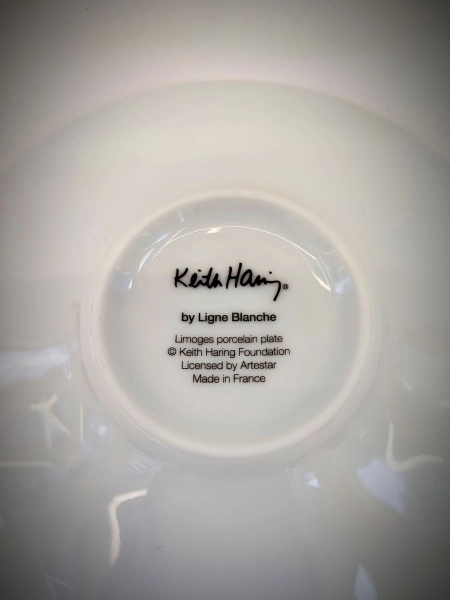 Keith Haring®
by Ligne Blanche
Limoges porcelain plate
© Keith Haring Foundation
Licensed by Artestar
Made in France